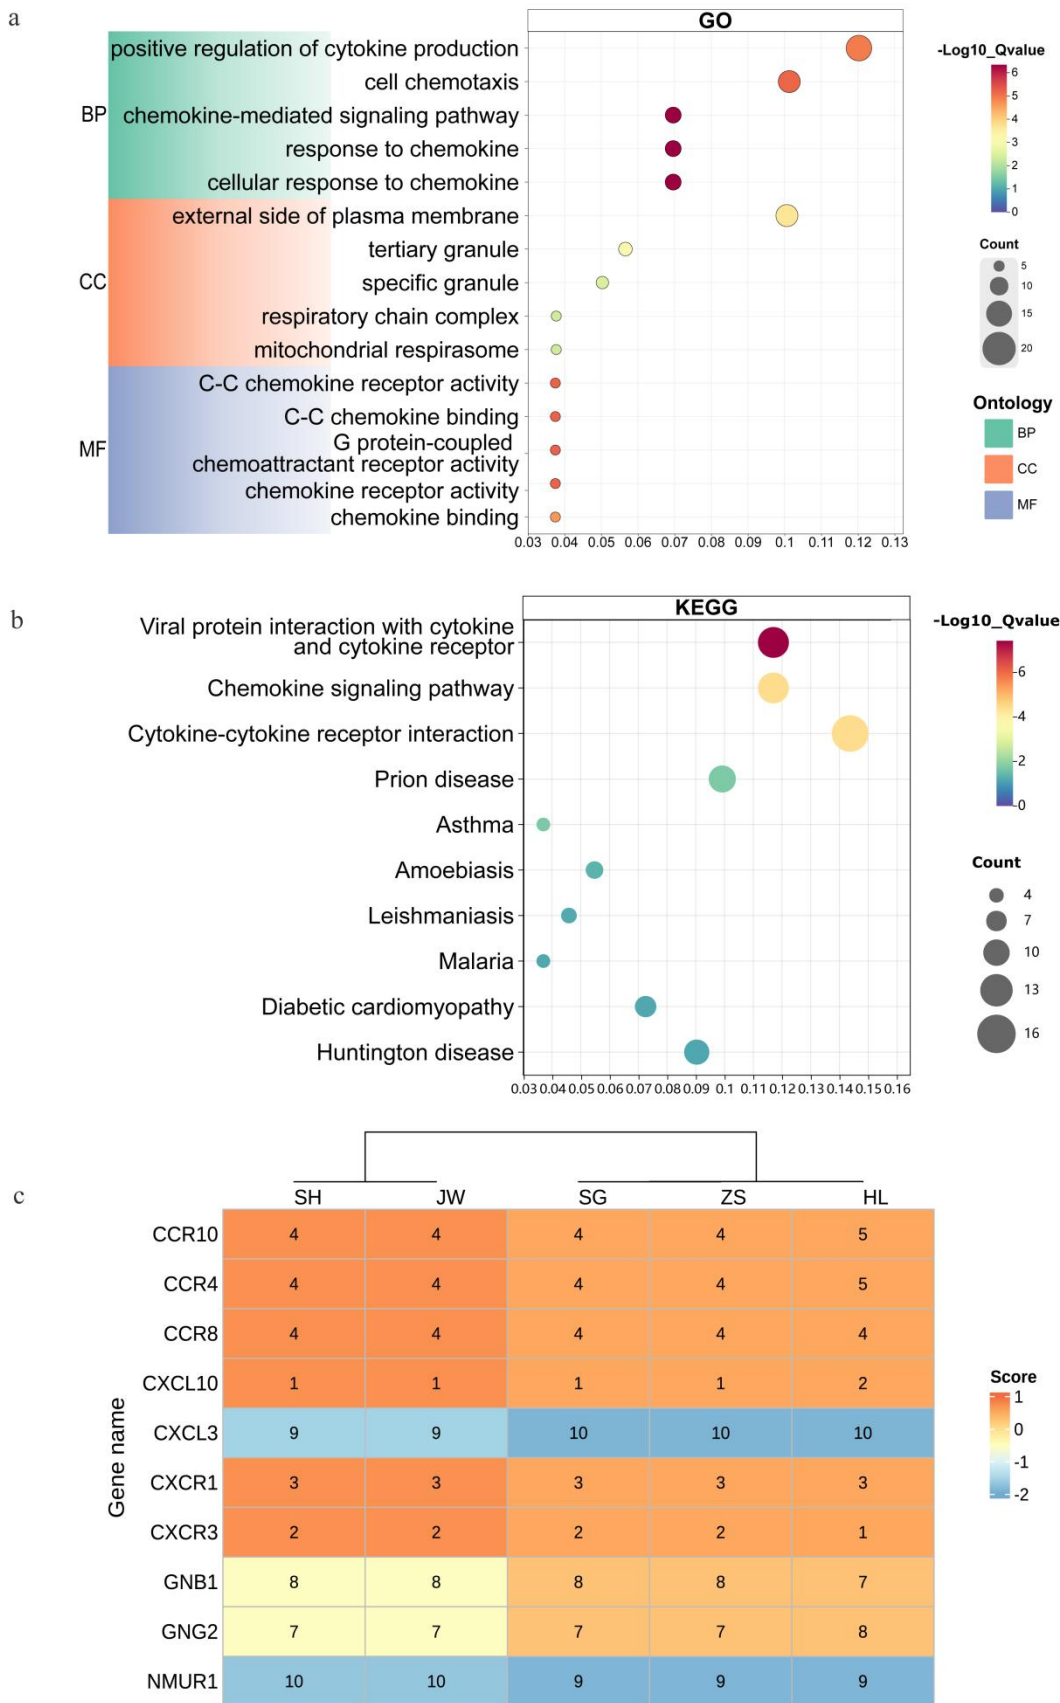 a
GO
positive regulation of cytokine production
cell chemotaxis
BP
chemokine-mediated signaling pathway
response to chemokine
cellular response to chemokine
external side of plasma membrane
tertiary granule
CC
specific granule
respiratory chain complex
mitochondrial respirasome
C-C chemokine receptor activity
C-C chemokine binding
MF
G protein-coupled
chemoattractant receptor activity
chemokine receptor activity
chemokine binding
0.03 0.04 0.05 0.06 0.07 0.08 0.09 0.1 0.11 0.12 0.13
-Log10_Qvalue
6
5
4
3
2
1
0
Count
5
10
15
20
Ontology
BP
CC
MF
b
KEGG
Viral protein interaction with cytokine
and cytokine receptor
Chemokine signaling pathway
Cytokine-cytokine receptor interaction
Prion disease
Asthma
Amoebiasis
Leishmaniasis
Malaria
Diabetic cardiomyopathy
Huntington disease
0.03 0.04 0.05 0.06 0.07 0.08 0.09 0.1 0.11 0.12 0.13 0.14 0.15 0.16
-Log10_Qvalue
6
4
2
0
Count
4
7
10
13
16
c
SH JW SG ZS HL
Gene name
CCR10 4 4 4 4 5
CCR4 4 4 4 4 5
CCR8 4 4 4 4 4
CXCL10 1 1 1 1 2
CXCL3 9 9 10 10 10
CXCR1 3 3 3 3 3
CXCR3 2 2 2 2 1
GNB1 8 8 8 8 7
GNG2 7 7 7 7 8
NMUR1 10 10 9 9 9
Score
1
0
-1
-2